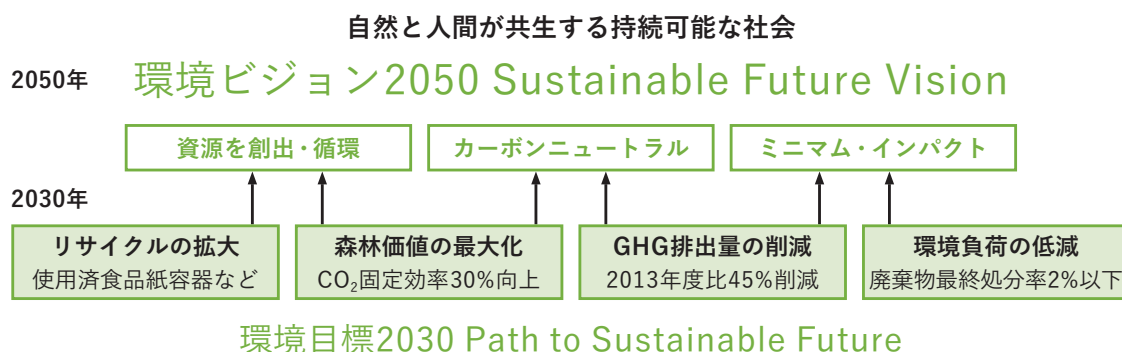 自然と人間が共生する持続可能な社会
2050年
環境ビジョン2050 Sustainable Future Vision
資源を創出・循環
カーボンニュートラル
ミニマム・インパクト
2030年
リサイクルの拡大
使用済食品紙容器など
森林価値の最大化
CO₂固定効率30%向上
GHG排出量の削減
2013年度比45%削減
環境負荷の低減
廃棄物最終処分率2%以下
環境目標2030 Path to Sustainable Future